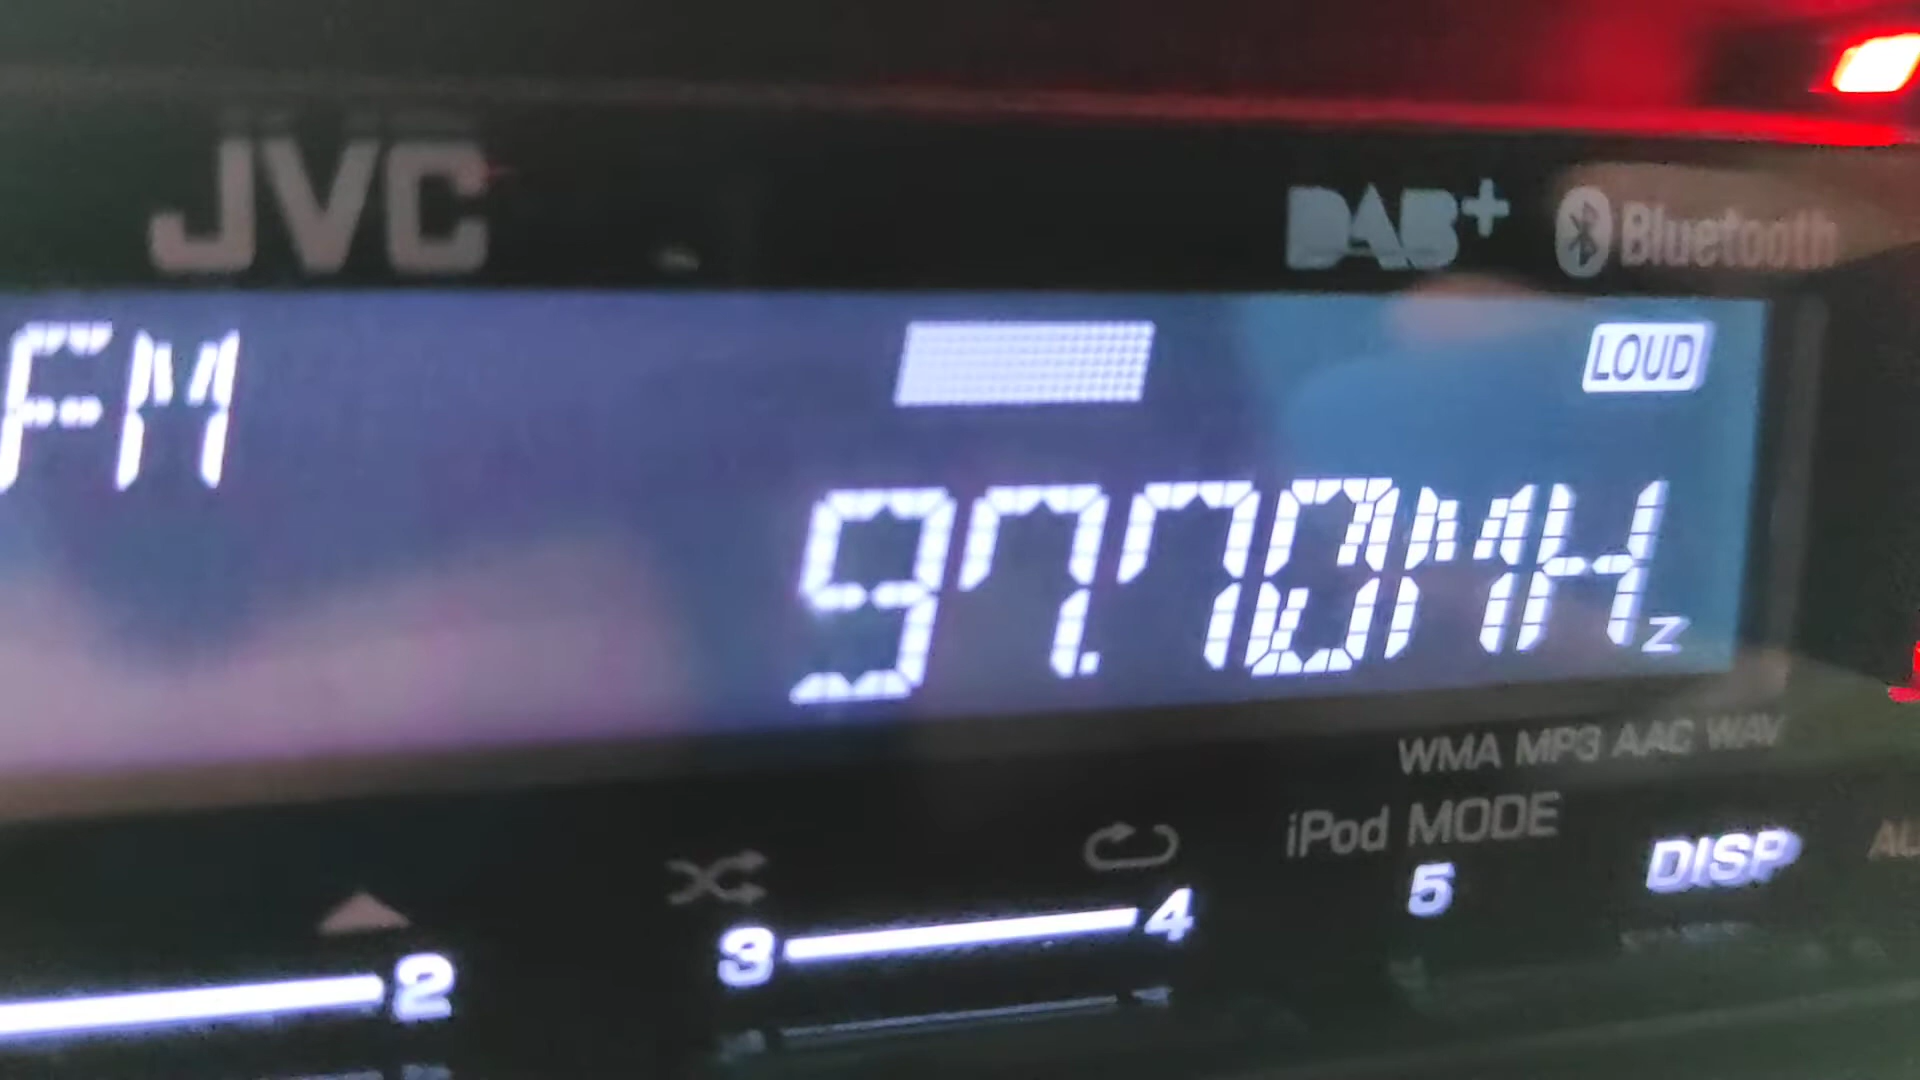 JVC
DAB+ Bluetooth
FM
LOUD
97.70MHz
WMA MP3 AAC WAV
iPod MODE
2
3
4
5
DISP